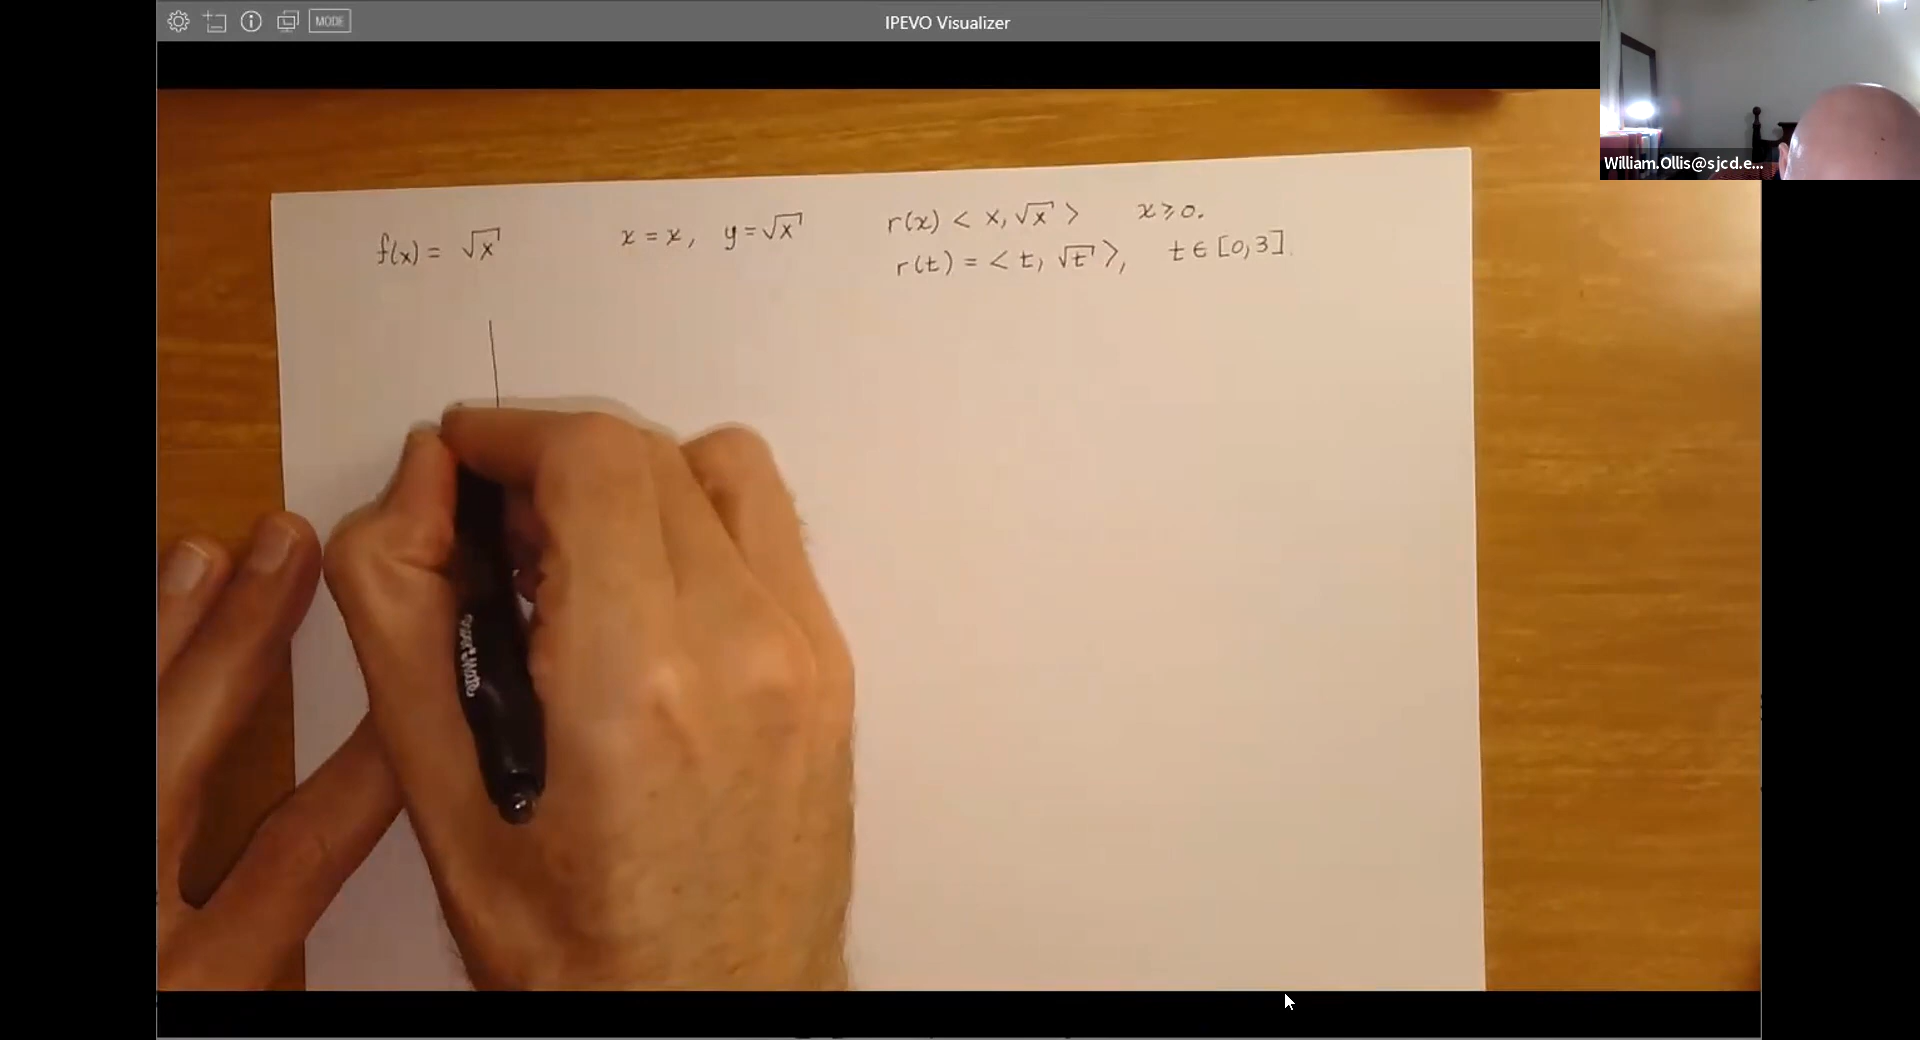 MODE
IPEVO Visualizer
William.Ollis@sjcd.e...
f(x) = √x
x = x, y = √x
r(x) < x, √x > x ≥ 0.
r(t) = < t, √t >, t ∈ [0,3].